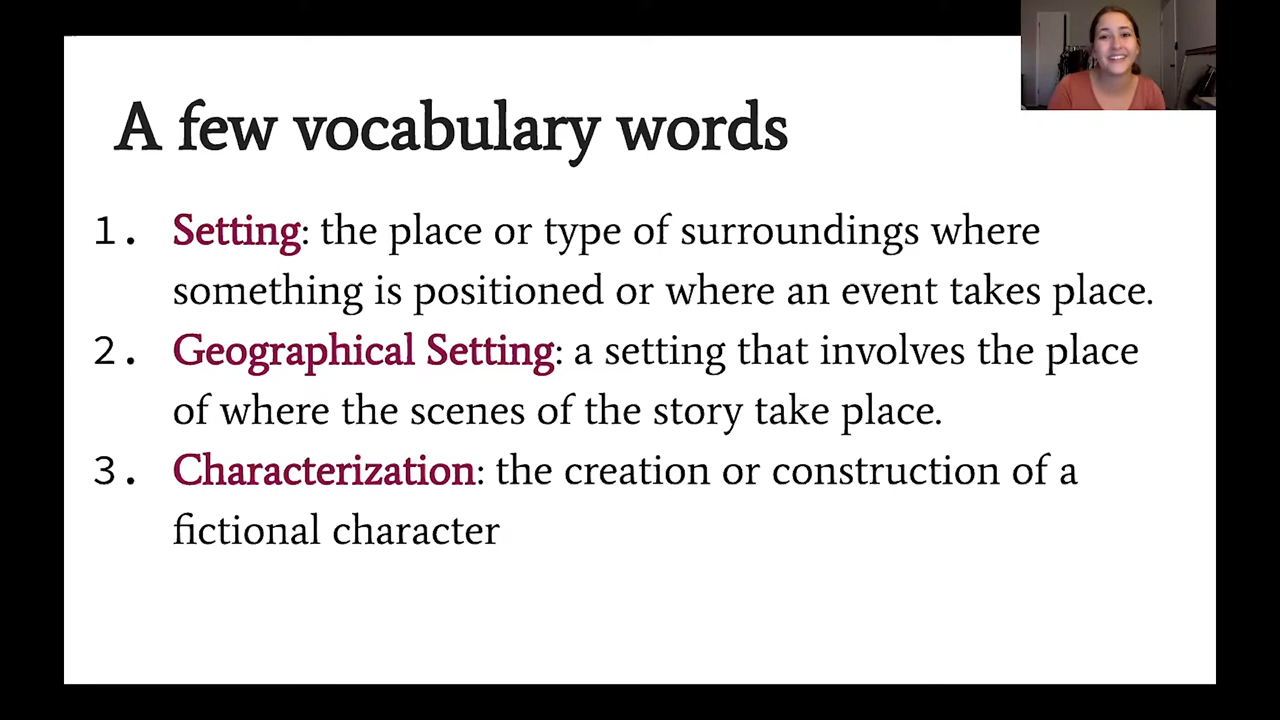 A few vocabulary words
1. Setting: the place or type of surroundings where
something is positioned or where an event takes place.
2. Geographical Setting: a setting that involves the place
of where the scenes of the story take place.
3. Characterization: the creation or construction of a
fictional character